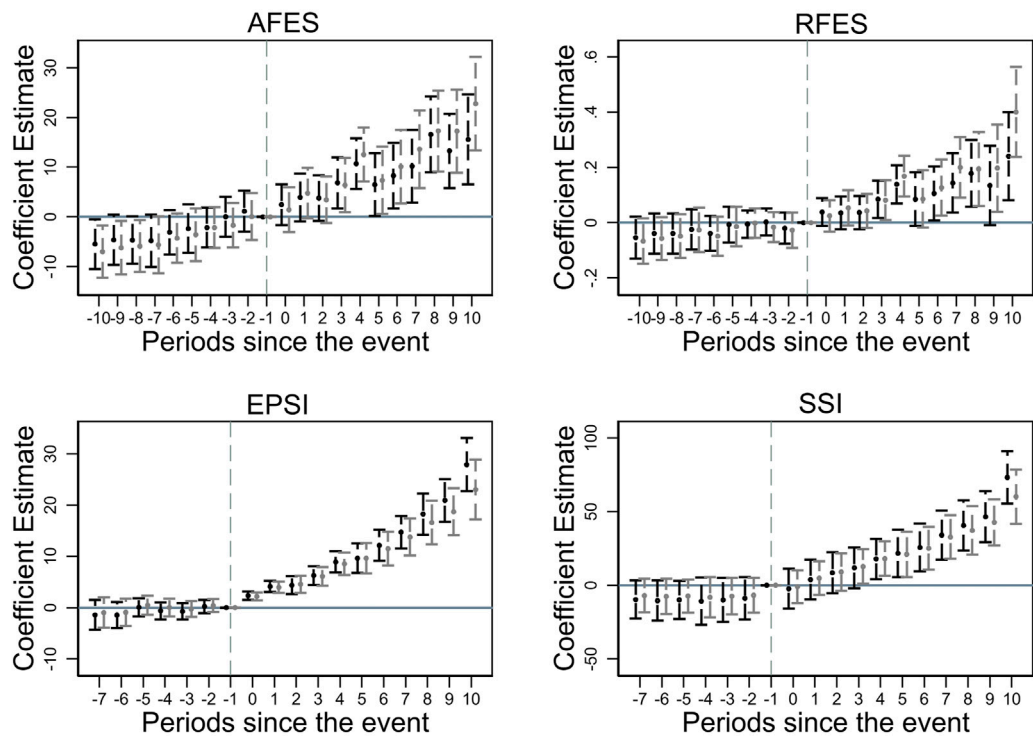 AFES
Coefficient Estimate
30
20
10
0
-10
-10 -9 -8 -7 -6 -5 -4 -3 -2 -1 0 1 2 3 4 5 6 7 8 9 10
Periods since the event
RFES
Coefficient Estimate
.6
.4
.2
0
-.2
-10 -9 -8 -7 -6 -5 -4 -3 -2 -1 0 1 2 3 4 5 6 7 8 9 10
Periods since the event
EPSI
Coefficient Estimate
30
20
10
0
-10
-7 -6 -5 -4 -3 -2 -1 0 1 2 3 4 5 6 7 8 9 10
Periods since the event
SSI
Coefficient Estimate
100
50
0
-50
-7 -6 -5 -4 -3 -2 -1 0 1 2 3 4 5 6 7 8 9 10
Periods since the event